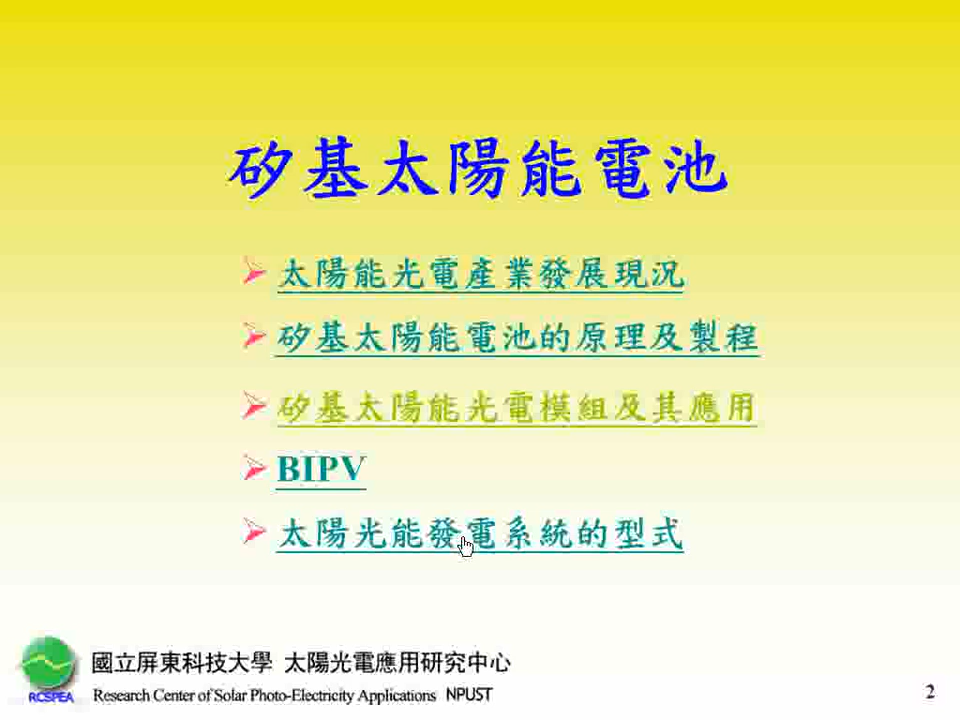 矽基太陽能電池
太陽能光電產業發展現況
矽基太陽能電池的原理及製程
矽基太陽能光電模組及其應用
BIPV
太陽光能發電系統的型式
國立屏東科技大學 太陽光電應用研究中心
RCSPEA
Research Center of Solar Photo-Electricity Applications NPUST
2